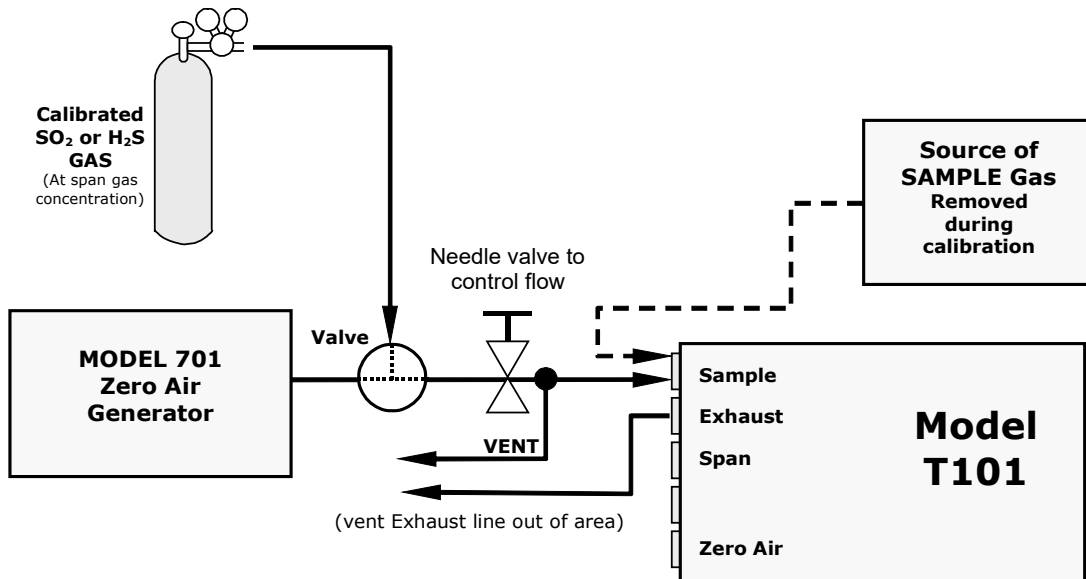 Calibrated
SO₂ or H₂S
GAS
(At span gas
concentration)
Source of
SAMPLE Gas
Removed
during
calibration
Needle valve to
control flow
MODEL 701
Zero Air
Generator
Valve
VENT
(vent Exhaust line out of area)
Sample
Exhaust
Span
Zero Air
Model
T101